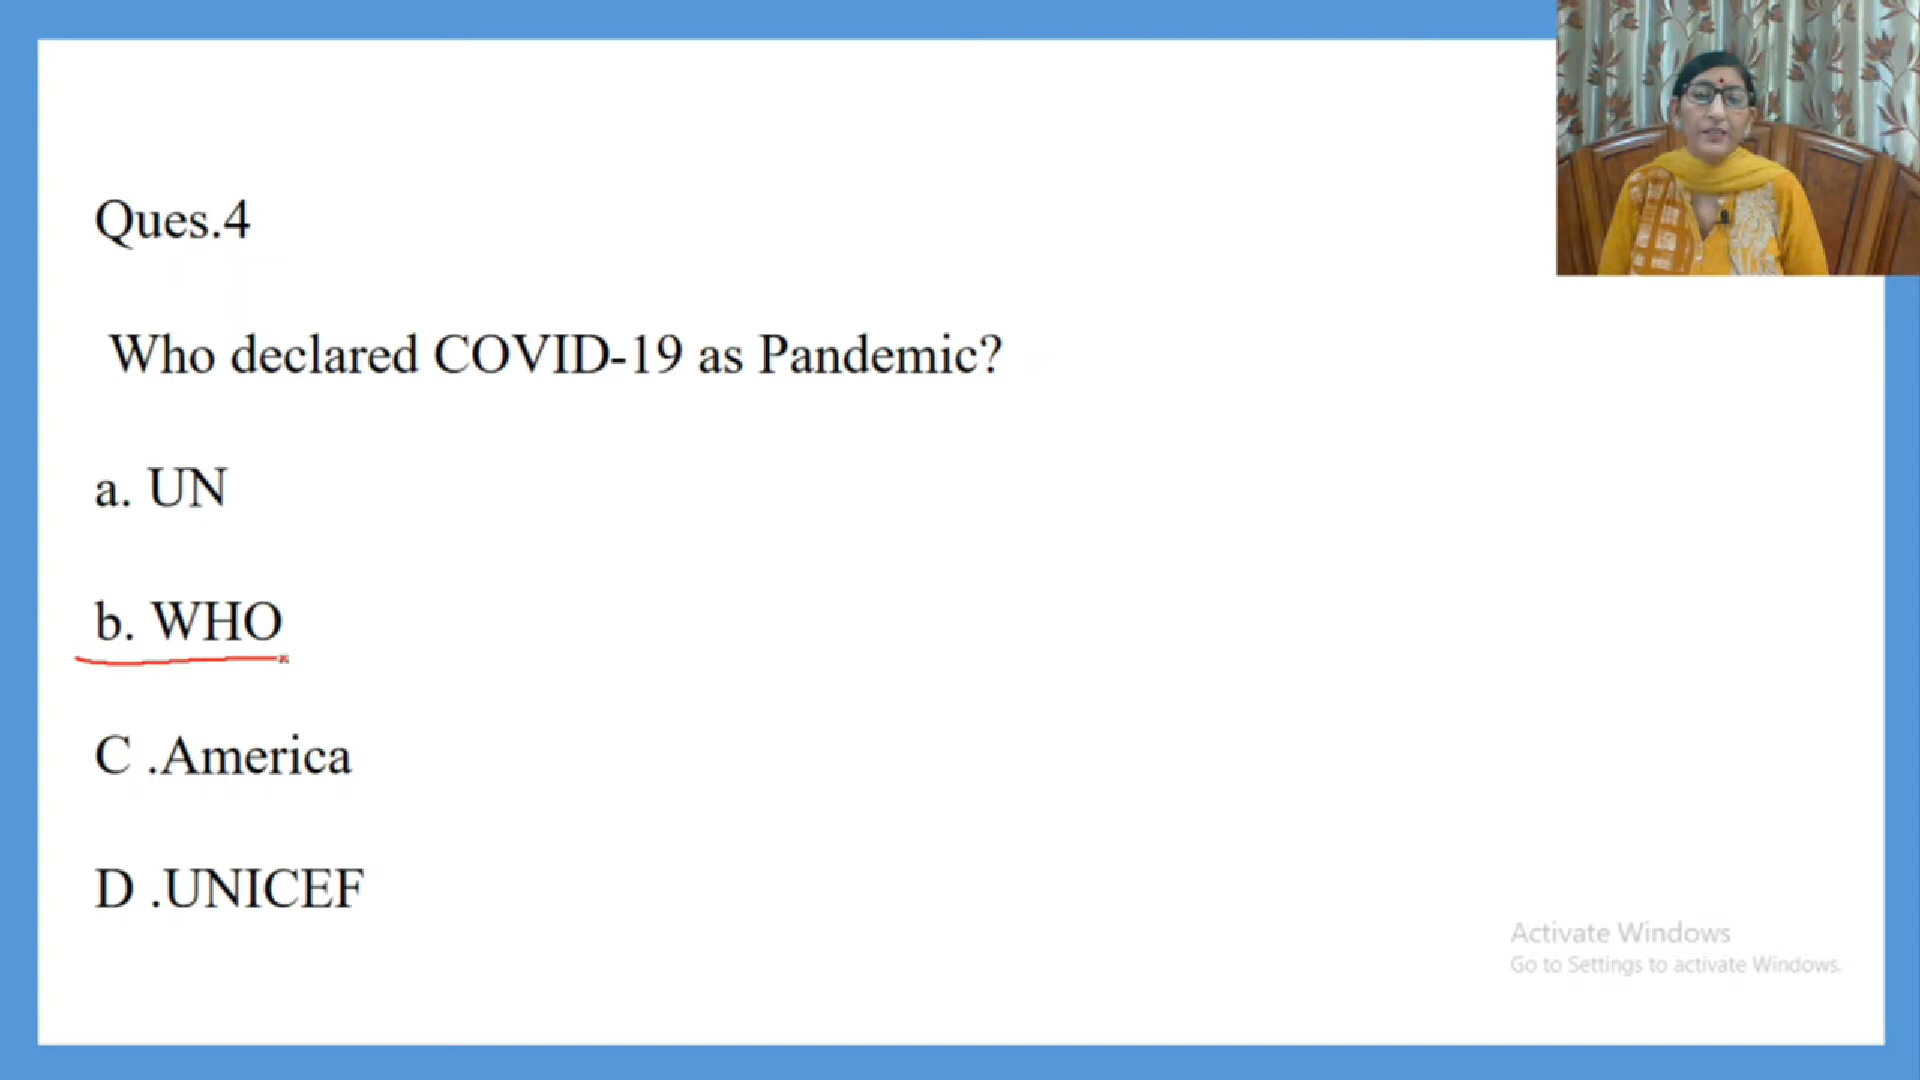 Ques.4
Who declared COVID-19 as Pandemic?
a. UN
b. WHO
C .America
D .UNICEF
Activate Windows
Go to Settings to activate Windows.